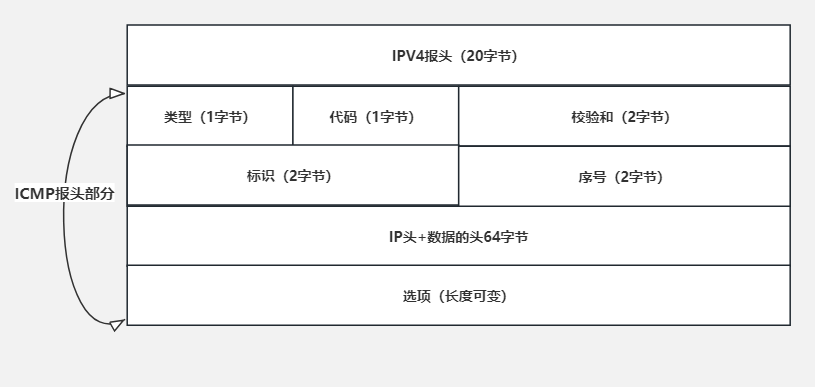 IPV4报头（20字节）
类型（1字节）
代码（1字节）
校验和（2字节）
标识（2字节）
序号（2字节）
ICMP报头部分
IP头+数据的头64字节
选项（长度可变）